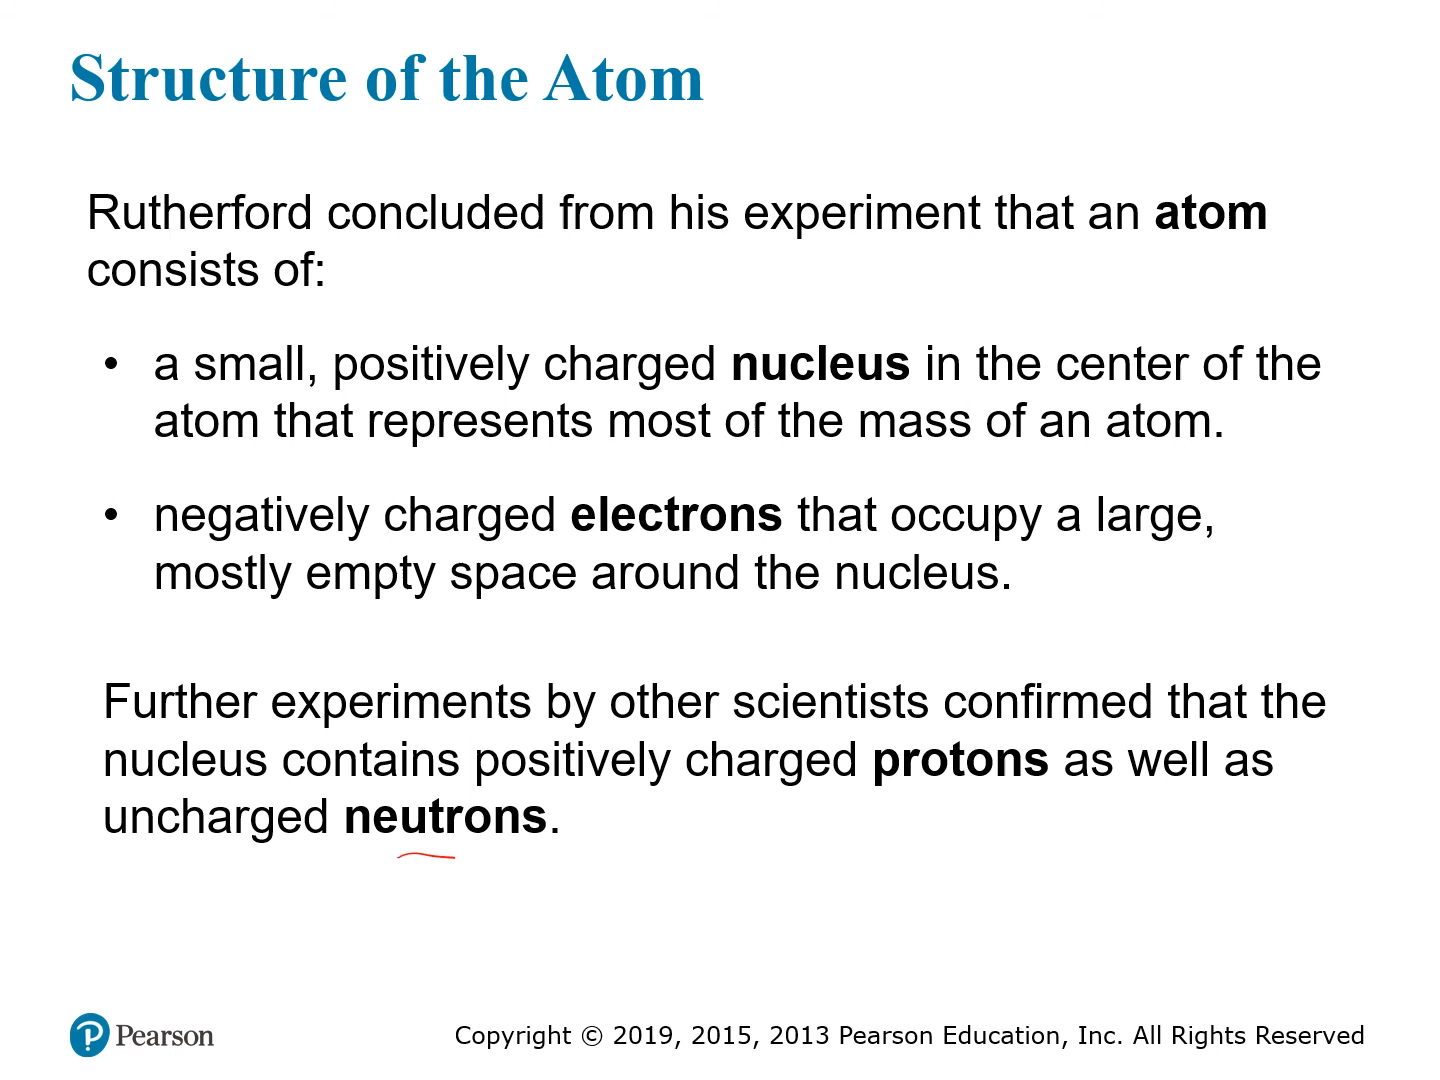 Structure of the Atom
Rutherford concluded from his experiment that an atom
consists of:
• a small, positively charged nucleus in the center of the
atom that represents most of the mass of an atom.
• negatively charged electrons that occupy a large,
mostly empty space around the nucleus.
Further experiments by other scientists confirmed that the
nucleus contains positively charged protons as well as
uncharged neutrons.
Pearson
Copyright © 2019, 2015, 2013 Pearson Education, Inc. All Rights Reserved